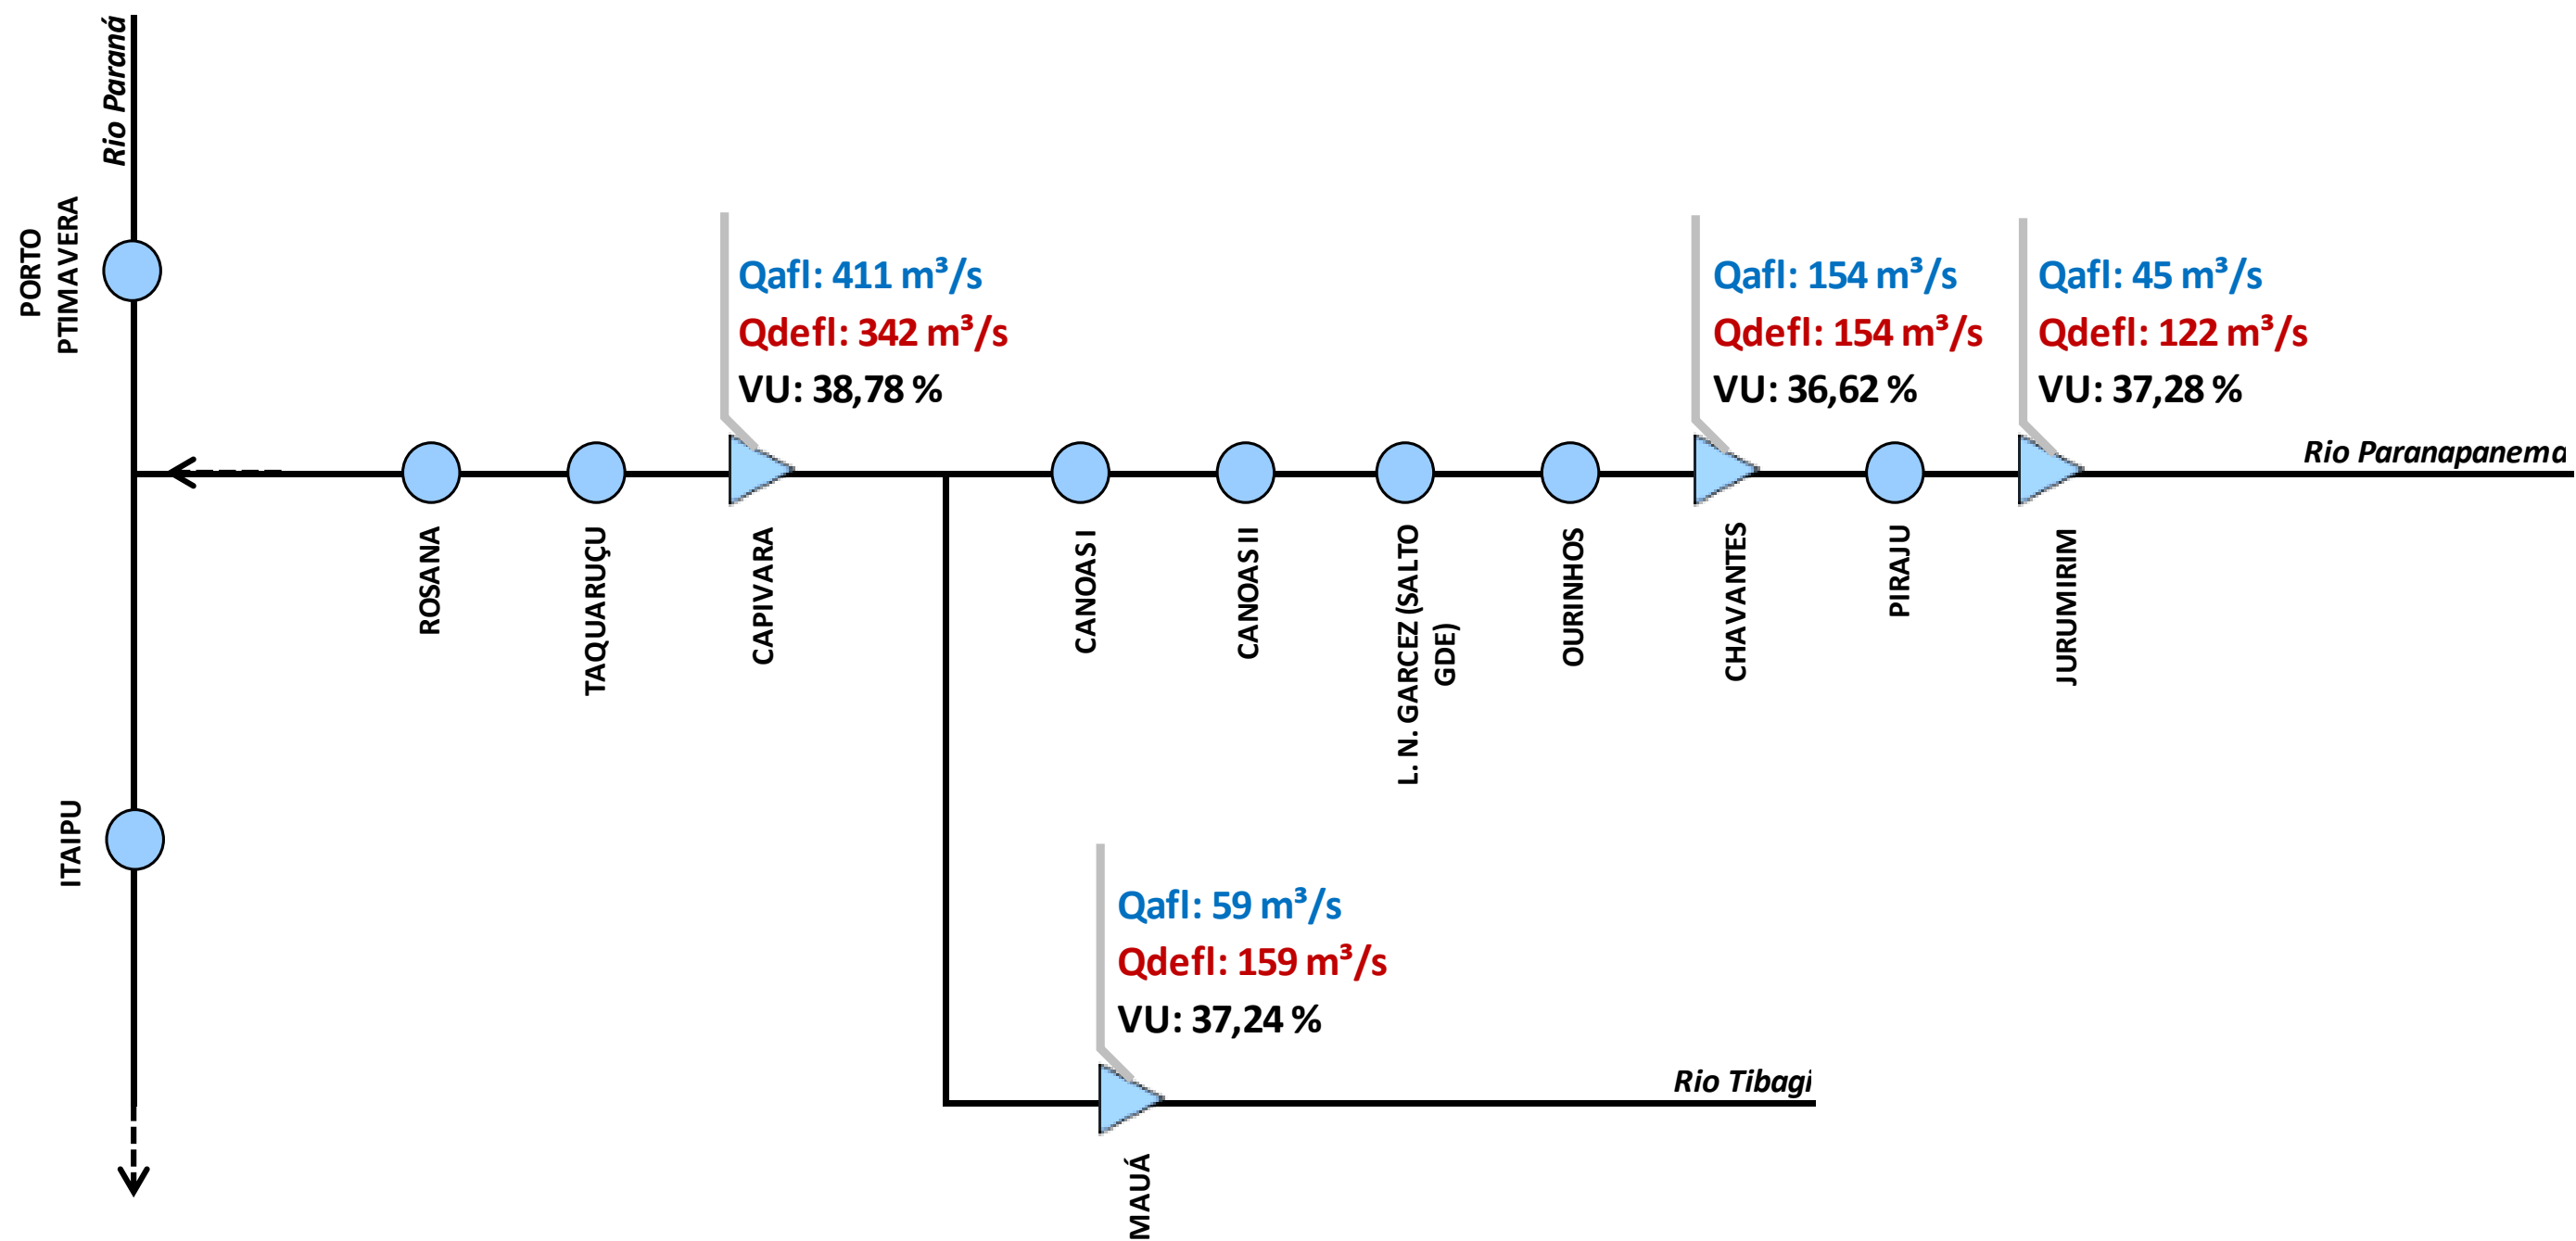 Rio Paraná
PORTO
PTIMAVERA
Qafl: 411 m³/s
Qdefl: 342 m³/s
VU: 38,78 %
Qafl: 154 m³/s
Qdefl: 154 m³/s
VU: 36,62 %
Qafl: 45 m³/s
Qdefl: 122 m³/s
VU: 37,28 %
Rio Paranapanema
ROSANA
TAQUARUÇU
CAPIVARA
CANOAS I
CANOAS II
L. N. GARCEZ (SALTO
GDE)
OURINHOS
CHAVANTES
PIRAJU
JURUMIRIM
ITAIPU
Qafl: 59 m³/s
Qdefl: 159 m³/s
VU: 37,24 %
Rio Tibagi
MAUÁ